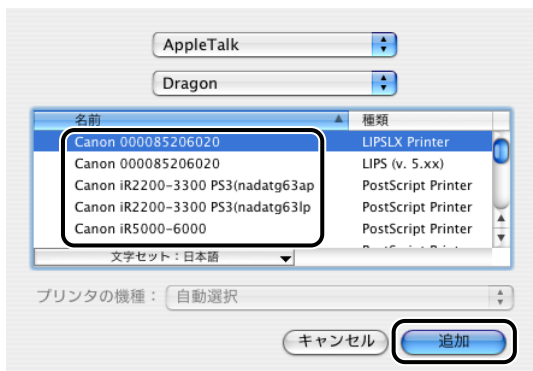 AppleTalk
Dragon
名前 種類
Canon 000085206020 LIPSLX Printer
Canon 000085206020 LIPS (v. 5.xx)
Canon iR2200-3300 PS3(nadatg63ap PostScript Printer
Canon iR2200-3300 PS3(nadatg63lp PostScript Printer
Canon iR5000-6000 PostScript Printer
文字セット：日本語
プリンタの機種： 自動選択
キャンセル 追加